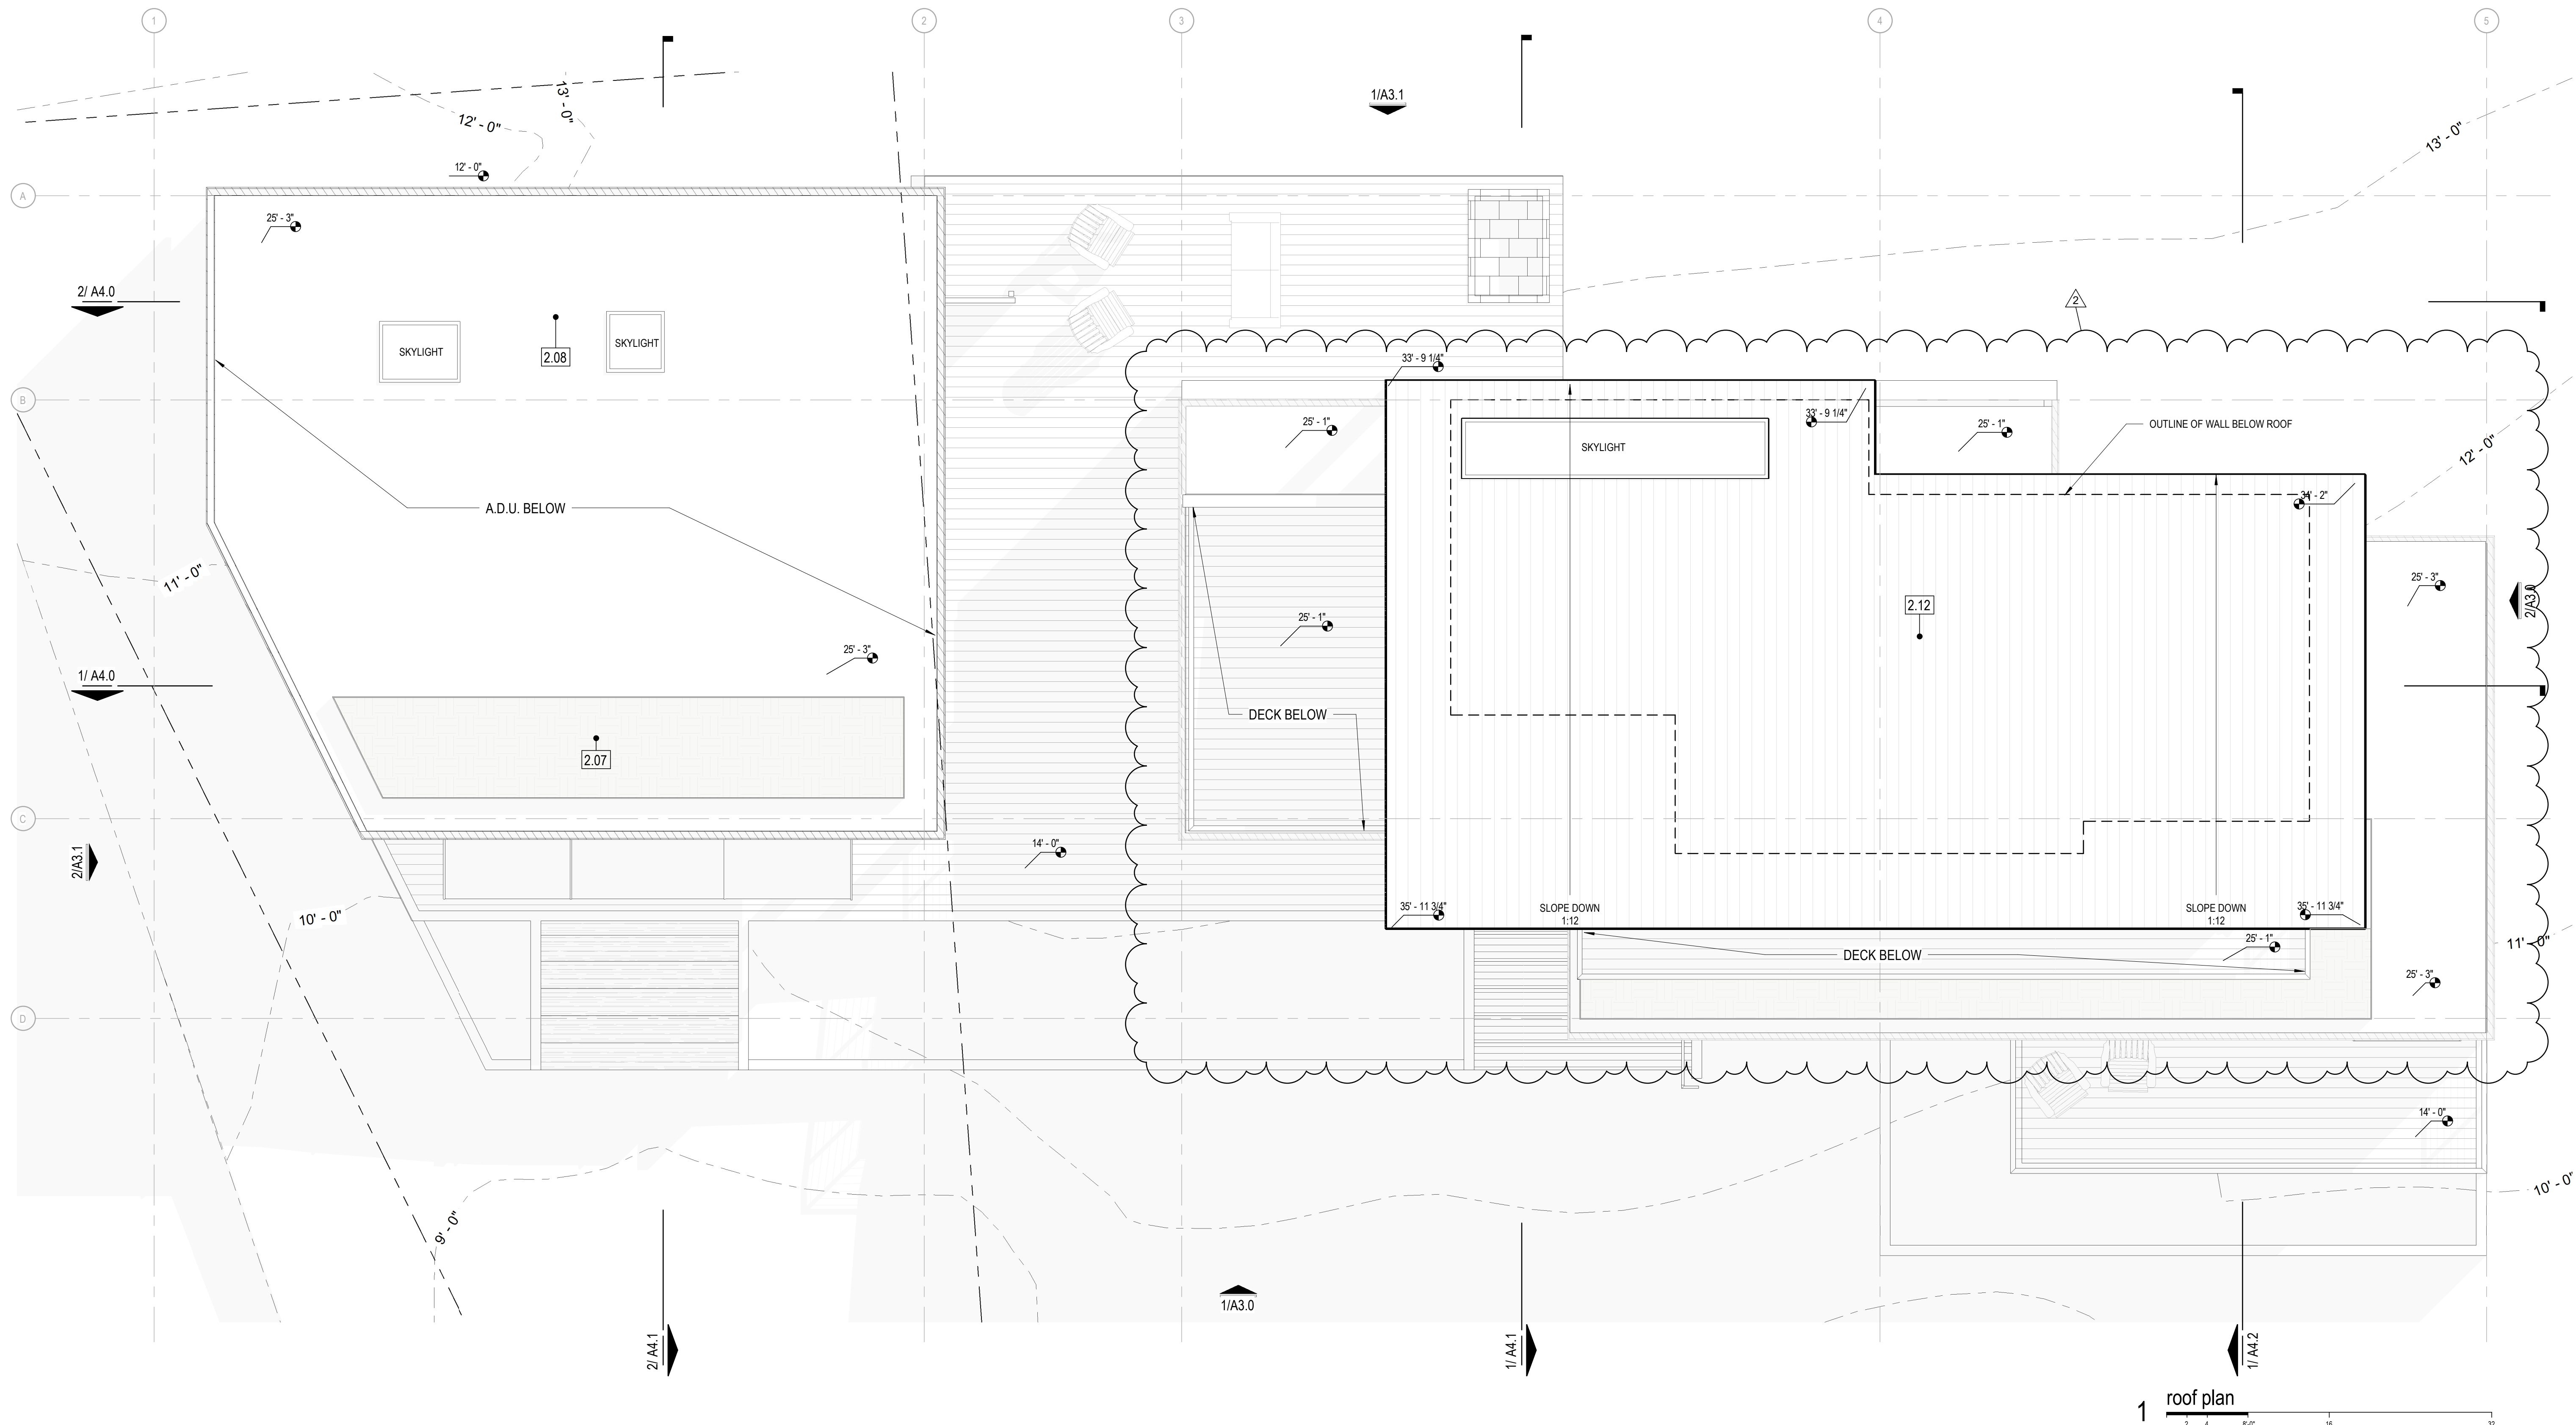 1
2
3
4
5
1/A3.1
13' - 0"
12' - 0"
13' - 0"
12' - 0"
A
25' - 3"
2/ A4.0
2
SKYLIGHT
SKYLIGHT
2.08
33' - 9 1/4"
B
25' - 1"
33' - 9 1/4"
25' - 1"
OUTLINE OF WALL BELOW ROOF
SKYLIGHT
12' - 0"
34' - 2"
A.D.U. BELOW
11' - 0"
25' - 3"
2/A3.0
2.12
25' - 1"
25' - 3"
1/ A4.0
DECK BELOW
2.07
C
14' - 0"
2/A3.1
35' - 11 3/4"
SLOPE DOWN
1:12
SLOPE DOWN
1:12
35' - 11 3/4"
10' - 0"
25' - 1"
11' - 0"
DECK BELOW
25' - 3"
D
14' - 0"
10' - 0"
9' - 0"
1/A3.0
2/ A4.1
1/ A4.1
1/ A4.2
1 roof plan
2 4 8'-0" 16 32